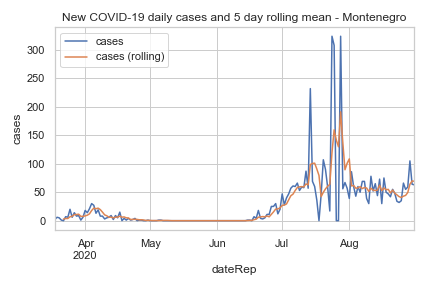 New COVID-19 daily cases and 5 day rolling mean - Montenegro
cases
cases (rolling)
300
250
200
150
100
50
0
cases
Apr May Jun Jul Aug
2020
dateRep